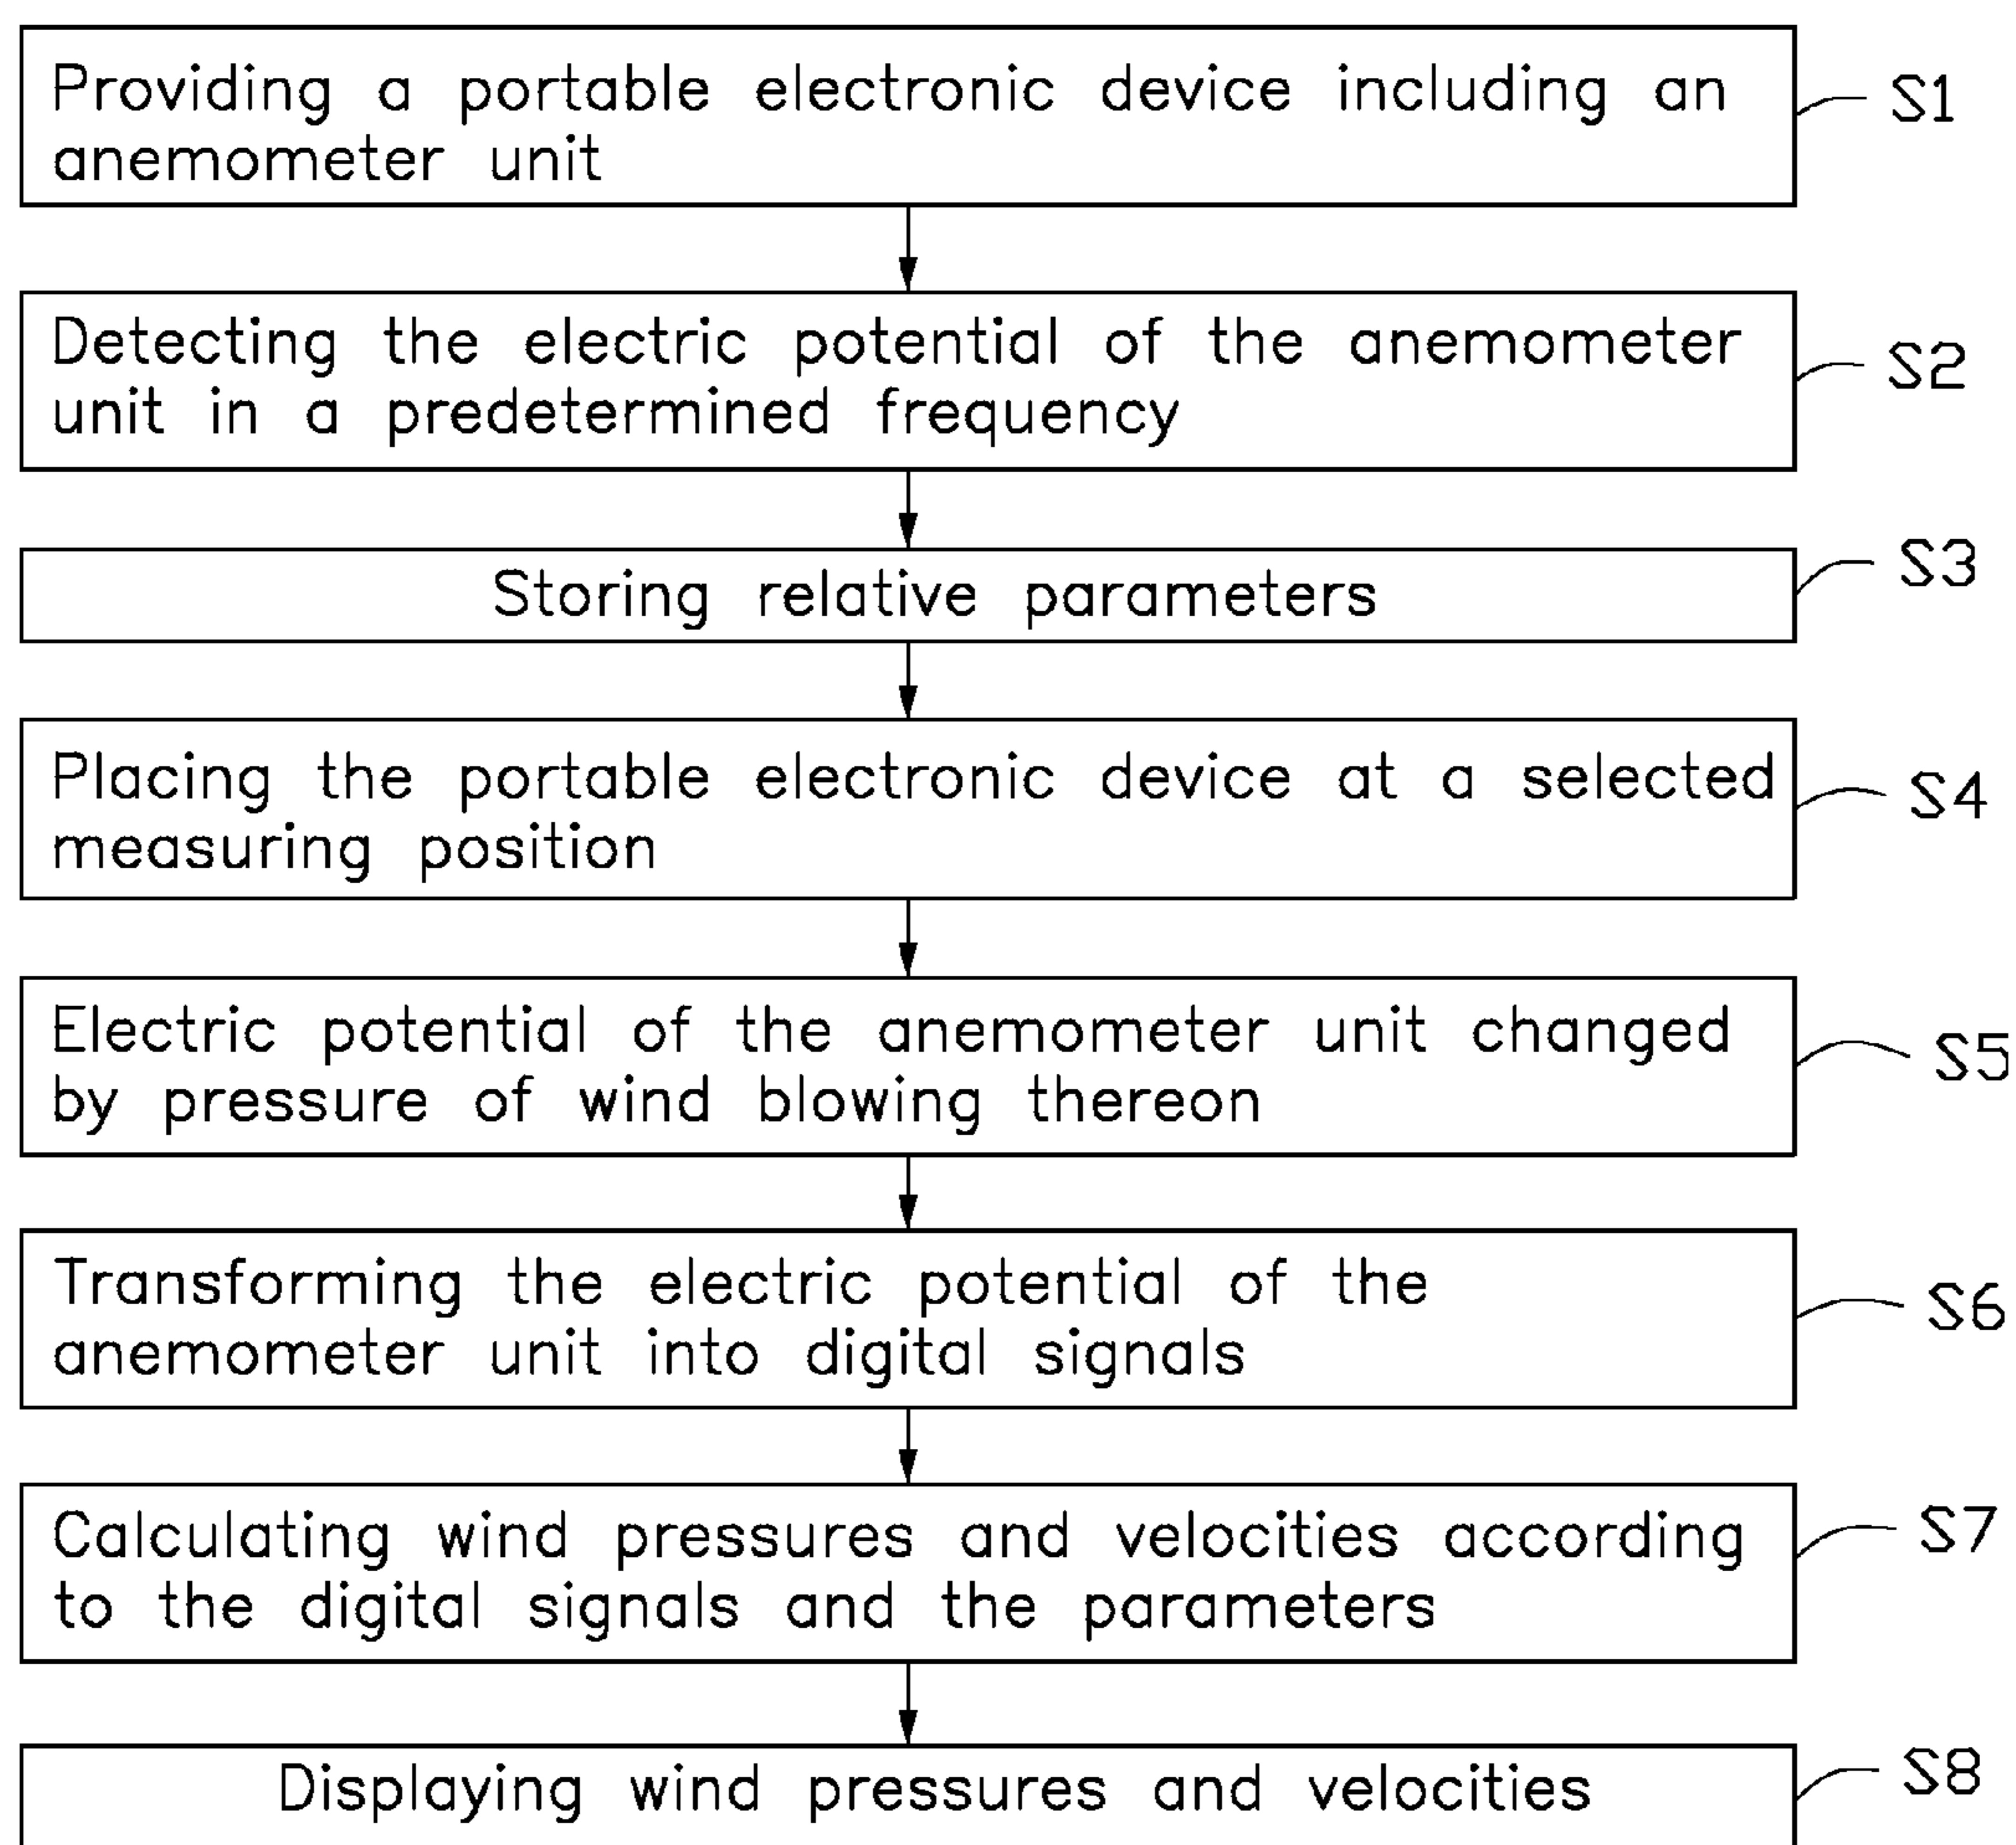 Providing a portable electronic device including an
anemometer unit
S1
Detecting the electric potential of the anemometer
unit in a predetermined frequency
S2
Storing relative parameters
S3
Placing the portable electronic device at a selected
measuring position
S4
Electric potential of the anemometer unit changed
by pressure of wind blowing thereon
S5
Transforming the electric potential of the
anemometer unit into digital signals
S6
Calculating wind pressures and velocities according
to the digital signals and the parameters
S7
Displaying wind pressures and velocities
S8